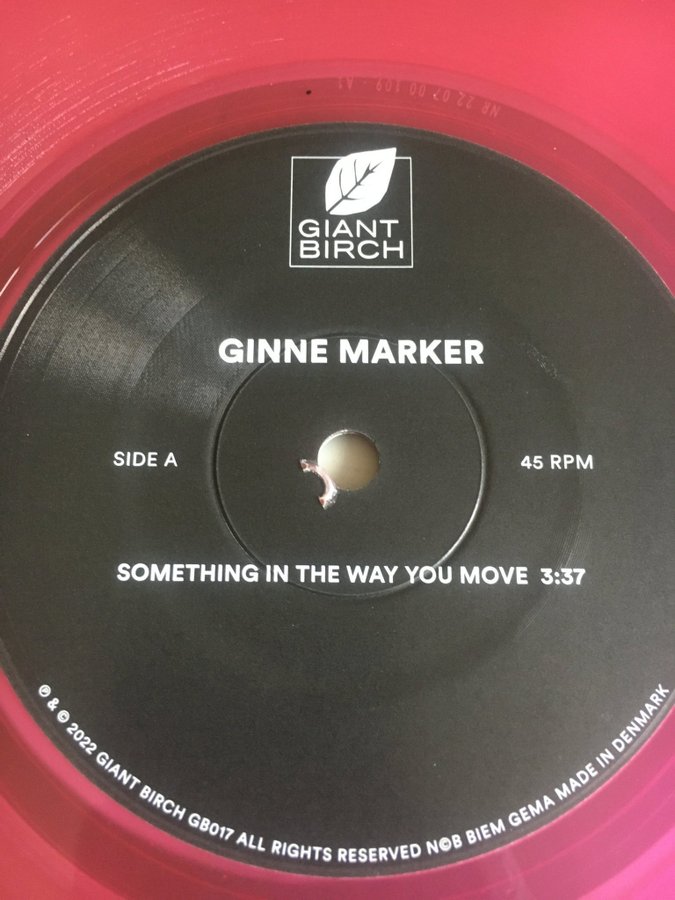 GIANT
BIRCH
GINNE MARKER
SIDE A
45 RPM
SOMETHING IN THE WAY YOU MOVE 3:37
℗ & © 2022 GIANT BIRCH GB017 ALL RIGHTS RESERVED N©B BIEM GEMA MADE IN DENMARK